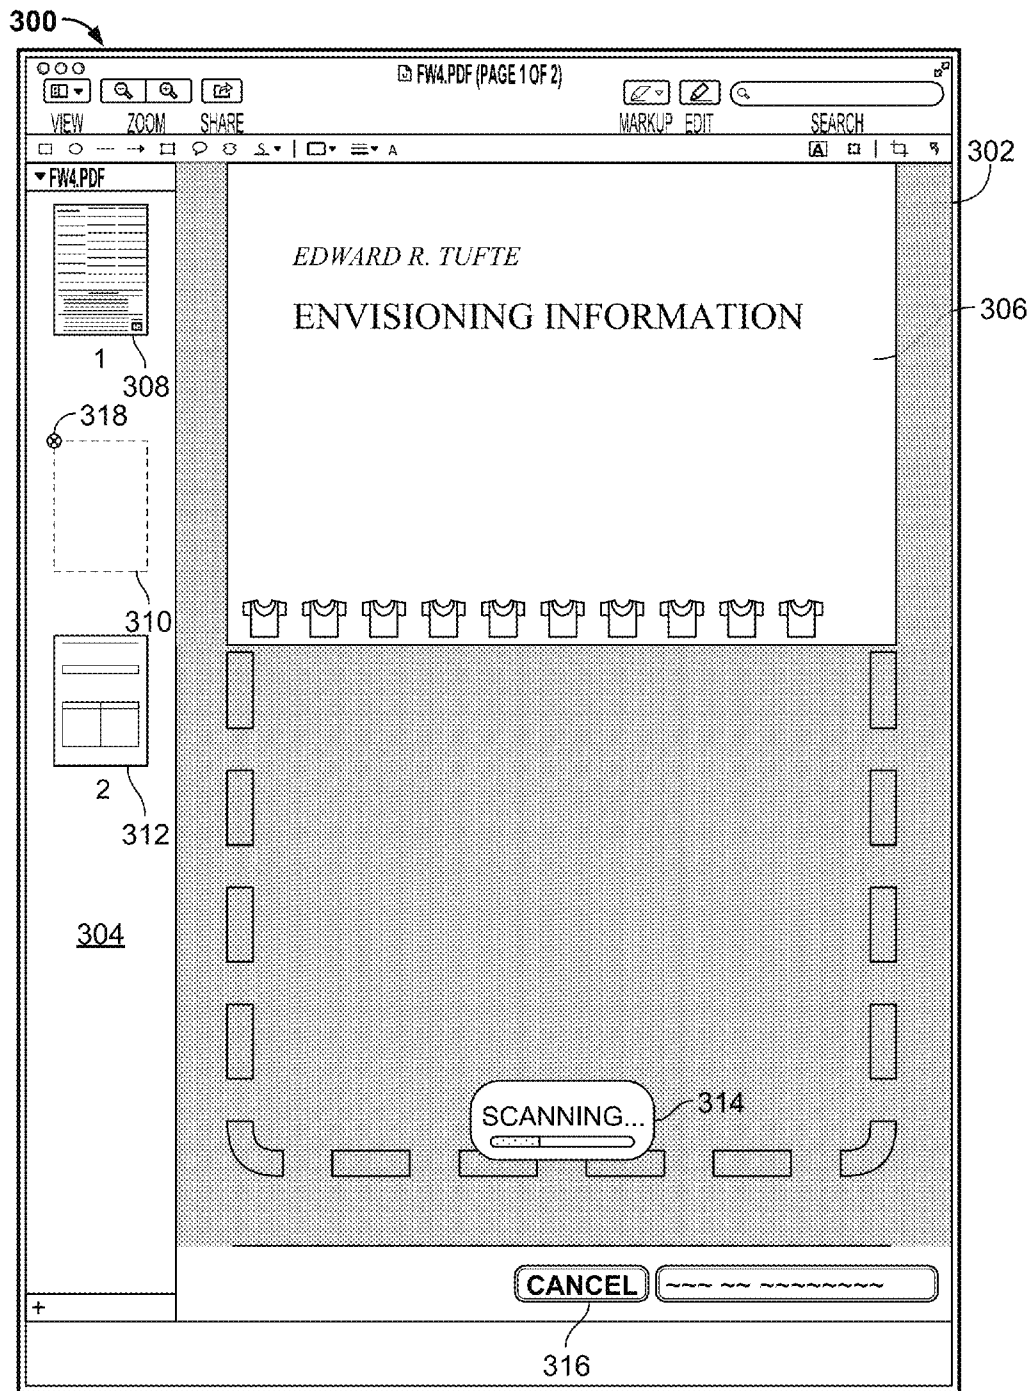 300
FW4.PDF (PAGE 1 OF 2)
VIEW ZOOM SHARE MARKUP EDIT SEARCH
A A
302
FW4.PDF
EDWARD R. TUFTE
ENVISIONING INFORMATION
306
1
308
318
310
2
312
304
SCANNING...
314
+
CANCEL
316